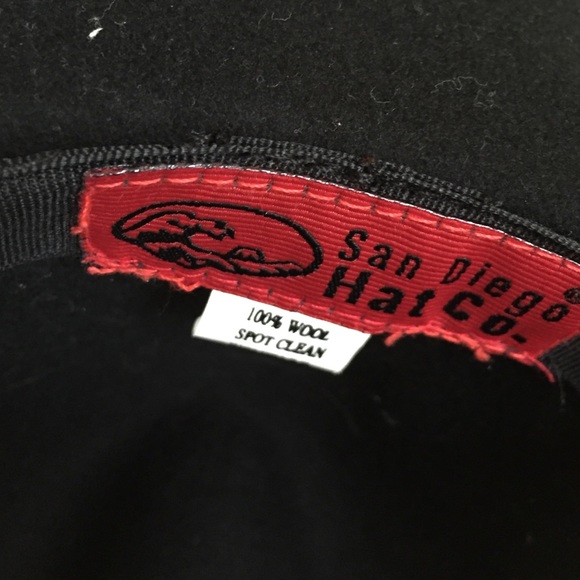 San Diego®
Hat Co.
100% WOOL
SPOT CLEAN